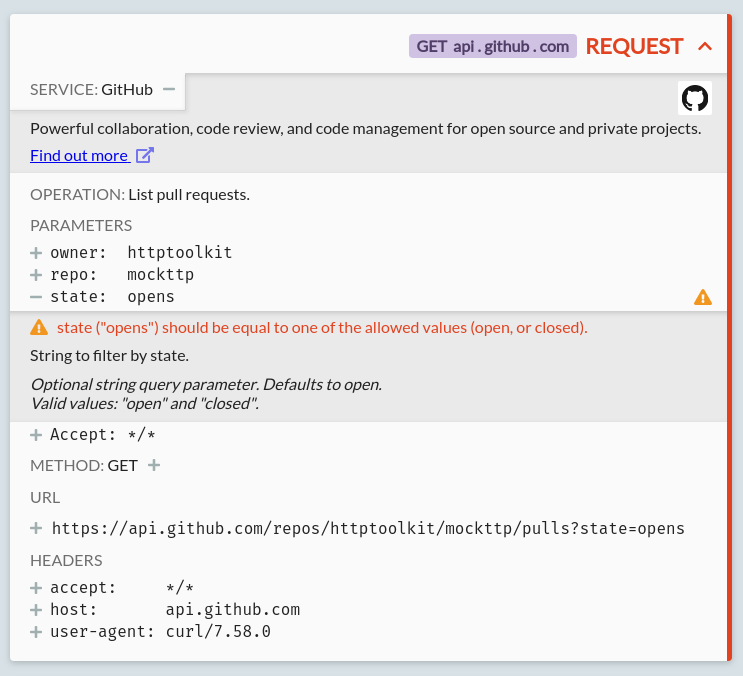 GET api.github.com REQUEST
SERVICE: GitHub
Powerful collaboration, code review, and code management for open source and private projects.
Find out more
OPERATION: List pull requests.
PARAMETERS
owner: httptoolkit
repo: mockttp
state: opens
state ("opens") should be equal to one of the allowed values (open, or closed).
String to filter by state.
Optional string query parameter. Defaults to open.
Valid values: "open" and "closed".
Accept: */*
METHOD: GET
URL
https://api.github.com/repos/httptoolkit/mockttp/pulls?state=opens
HEADERS
accept: */*
host: api.github.com
user-agent: curl/7.58.0